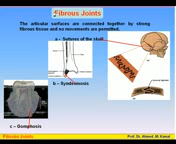 Fibrous Joints
The articular surfaces are connected together by strong
fibrous tissue and so movements are permitted.
a - Sutures of the skull
b – Syndesmosis
c – Gomphosis
Fibrous Joints
Prof. Dr. Ahmed M. Kamal